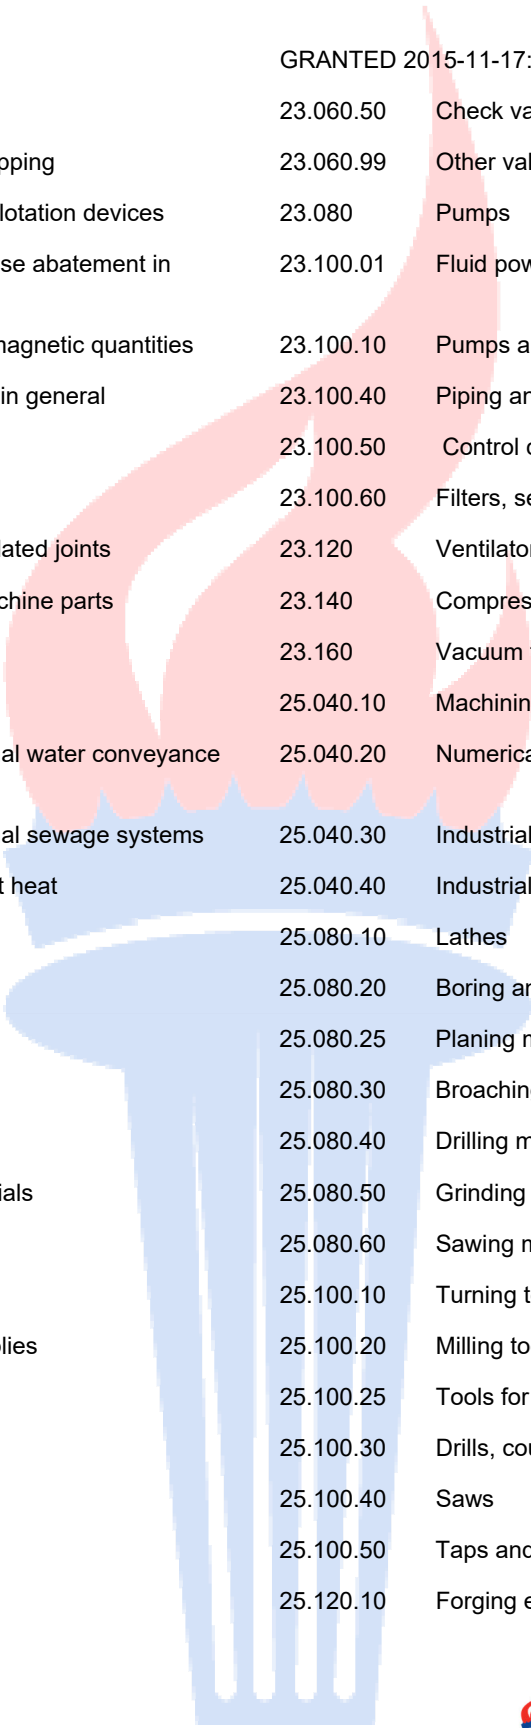 GRANTED 2015-11-17:
23.060.50 Check va
pping 23.060.99 Other val
lotation devices 23.080 Pumps
se abatement in 23.100.01 Fluid pow
nagnetic quantities 23.100.10 Pumps a
in general 23.100.40 Piping an
23.100.50 Control c
23.100.60 Filters, se
lated joints 23.120 Ventilator
chine parts 23.140 Compres
23.160 Vacuum
25.040.10 Machinin
al water conveyance 25.040.20 Numerica
al sewage systems 25.040.30 Industrial
t heat 25.040.40 Industrial
25.080.10 Lathes
25.080.20 Boring an
25.080.25 Planing m
25.080.30 Broaching
25.080.40 Drilling m
ials 25.080.50 Grinding
25.080.60 Sawing m
25.100.10 Turning t
lies 25.100.20 Milling to
25.100.25 Tools for
25.100.30 Drills, cou
25.100.40 Saws
25.100.50 Taps and
25.120.10 Forging e